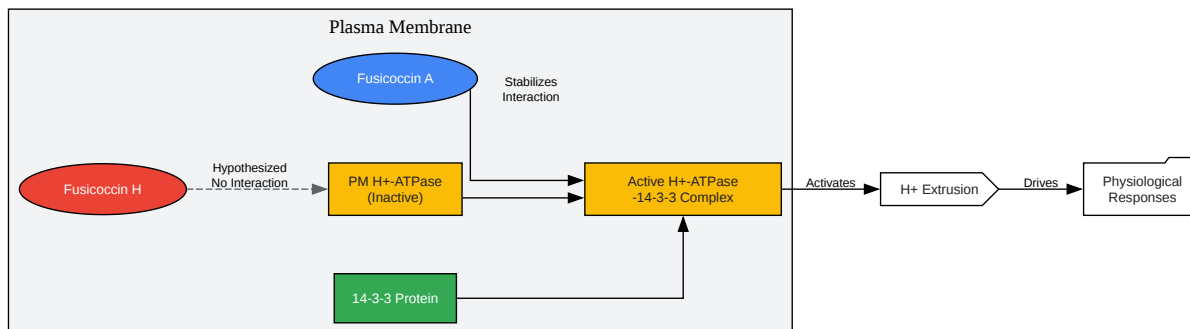 Plasma Membrane
Fusicoccin A
Stabilizes
Interaction
Fusicoccin H
Hypothesized
No Interaction
PM H+-ATPase
(Inactive)
Active H+-ATPase
-14-3-3 Complex
Activates
H+ Extrusion
Drives
Physiological
Responses
14-3-3 Protein